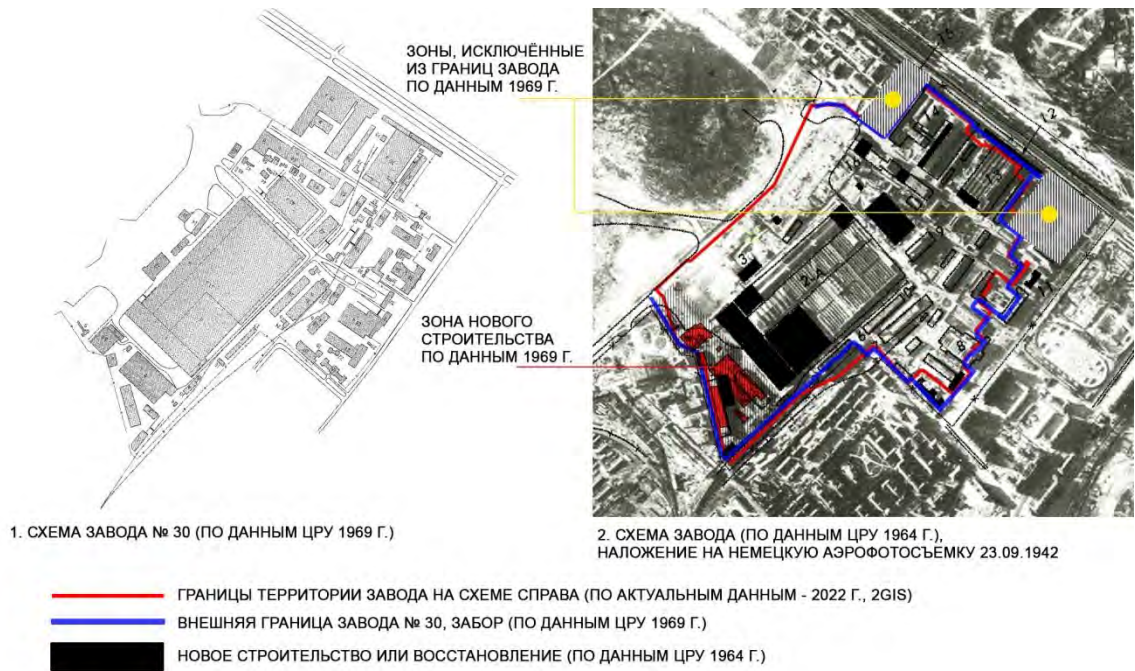 ЗОНЫ, ИСКЛЮЧЁННЫЕ
ИЗ ГРАНИЦ ЗАВОДА
ПО ДАННЫМ 1969 Г.
ЗОНА НОВОГО
СТРОИТЕЛЬСТВА
ПО ДАННЫМ 1969 Г.
2-А
3
8
1. СХЕМА ЗАВОДА № 30 (ПО ДАННЫМ ЦРУ 1969 Г.)
2. СХЕМА ЗАВОДА (ПО ДАННЫМ ЦРУ 1964 Г.),
НАЛОЖЕНИЕ НА НЕМЕЦКУЮ АЭРОФОТОСЪЕМКУ 23.09.1942
ГРАНИЦЫ ТЕРРИТОРИИ ЗАВОДА НА СХЕМЕ СПРАВА (ПО АКТУАЛЬНЫМ ДАННЫМ - 2022 Г., 2GIS)
ВНЕШНЯЯ ГРАНИЦА ЗАВОДА № 30, ЗАБОР (ПО ДАННЫМ ЦРУ 1969 Г.)
НОВОЕ СТРОИТЕЛЬСТВО ИЛИ ВОССТАНОВЛЕНИЕ (ПО ДАННЫМ ЦРУ 1964 Г.)